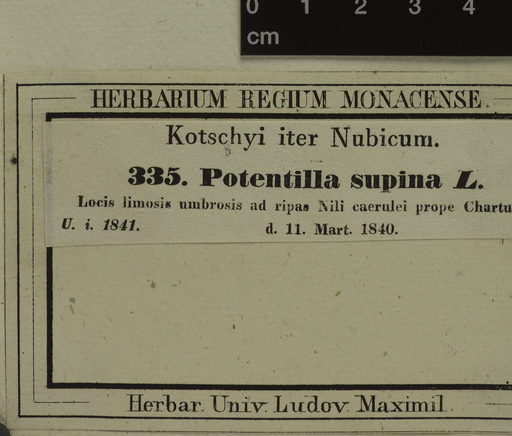 0 1 2 3 4
cm
HERBARIUM REGIUM MONACENSE.
Kotschyi iter Nubicum.
335. Potentilla supina L.
Locis limosis umbrosis ad ripas Nili caerulei prope Chartu
U. i. 1841. d. 11. Mart. 1840.
Herbar. Univ. Ludov. Maximil.